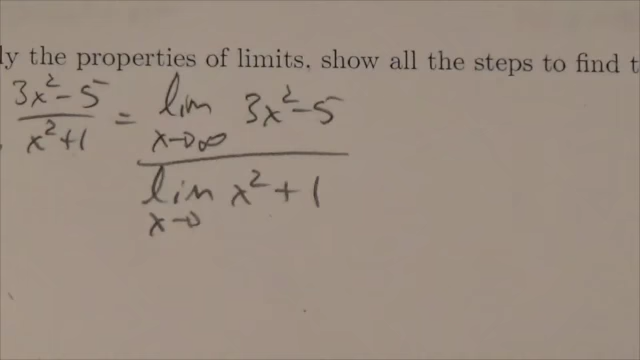 ly the properties of limits, show all the steps to find t
3x²-5 / x²+1 = lim x→∞ 3x²-5
lim x→ x²+1